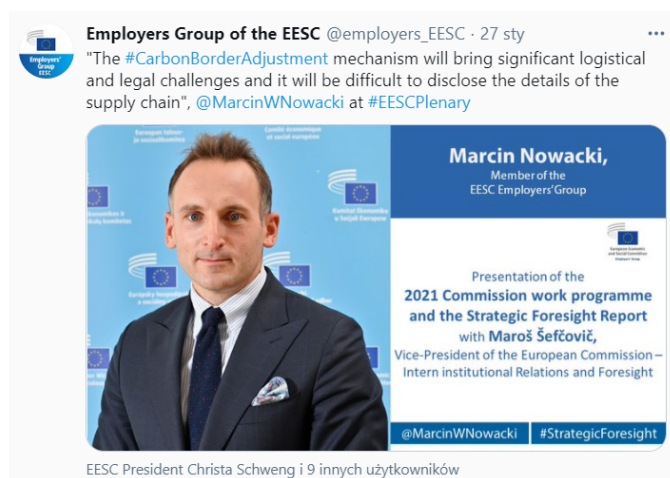 Employers Group of the EESC @employers_EESC · 27 sty
"The #CarbonBorderAdjustment mechanism will bring significant logistical
and legal challenges and it will be difficult to disclose the details of the
supply chain", @MarcinWNowacki at #EESCPlenary
Employers'
Group
EESC
Marcin Nowacki,
Member of the
EESC Employers'Group
Presentation of the
2021 Commission work programme
and the Strategic Foresight Report
with Maroš Šefčovič,
Vice-President of the European Commission –
Intern institutional Relations and Foresight
@MarcinWNowacki
#StrategicForesight
EESC President Christa Schweng i 9 innych użytkowników